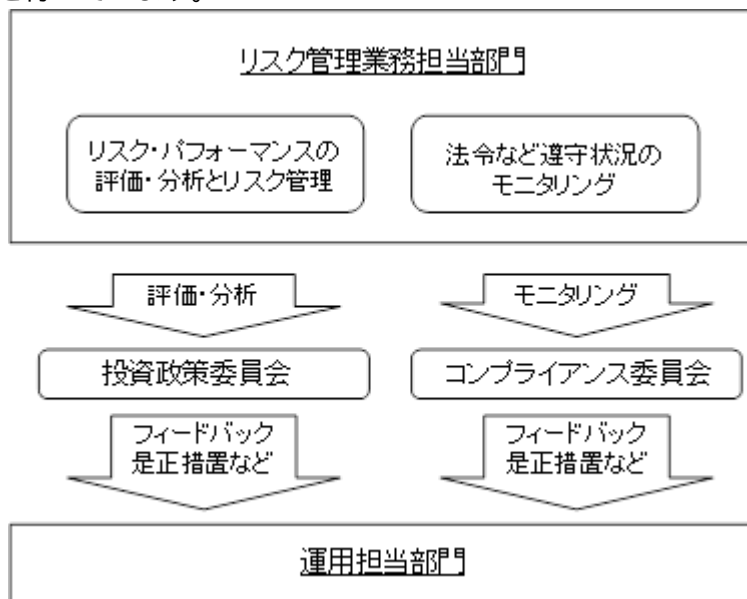 リスク管理業務担当部門
リスク・パフォーマンスの
評価・分析とリスク管理
法令など遵守状況の
モニタリング
評価・分析
モニタリング
投資政策委員会
コンプライアンス委員会
フィードバック
是正措置など
フィードバック
是正措置など
運用担当部門